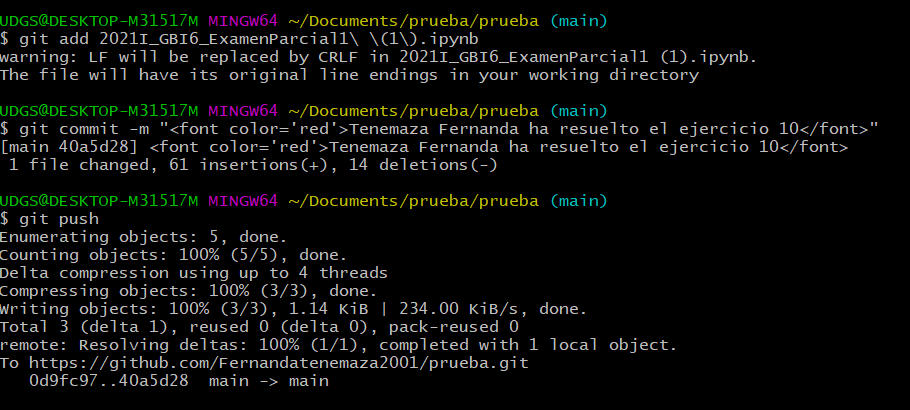 UDGS@DESKTOP-M31517M MINGW64 ~/Documents/prueba/prueba (main)
$ git add 2021I_GBI6_ExamenParcial1\ \(1\).ipynb
warning: LF will be replaced by CRLF in 2021I_GBI6_ExamenParcial1 (1).ipynb.
The file will have its original line endings in your working directory
UDGS@DESKTOP-M31517M MINGW64 ~/Documents/prueba/prueba (main)
$ git commit -m "<font color='red'>Tenemaza Fernanda ha resuelto el ejercicio 10</font>"
[main 40a5d28] <font color='red'>Tenemaza Fernanda ha resuelto el ejercicio 10</font>
 1 file changed, 61 insertions(+), 14 deletions(-)
UDGS@DESKTOP-M31517M MINGW64 ~/Documents/prueba/prueba (main)
$ git push
Enumerating objects: 5, done.
Counting objects: 100% (5/5), done.
Delta compression using up to 4 threads
Compressing objects: 100% (3/3), done.
Writing objects: 100% (3/3), 1.14 KiB | 234.00 KiB/s, done.
Total 3 (delta 1), reused 0 (delta 0), pack-reused 0
remote: Resolving deltas: 100% (1/1), completed with 1 local object.
To https://github.com/Fernandatenemaza2001/prueba.git
   0d9fc97..40a5d28  main -> main